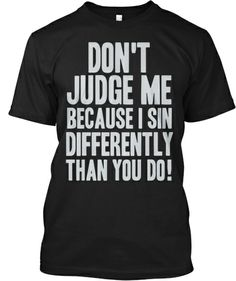 DON'T
JUDGE ME
BECAUSE I SIN
DIFFERENTLY
THAN YOU DO!